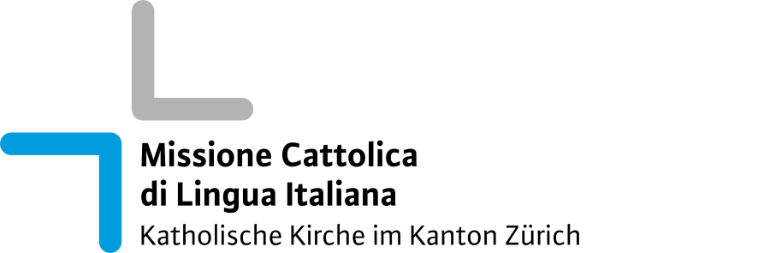 Missione Cattolica
di Lingua Italiana
Katholische Kirche im Kanton Zürich